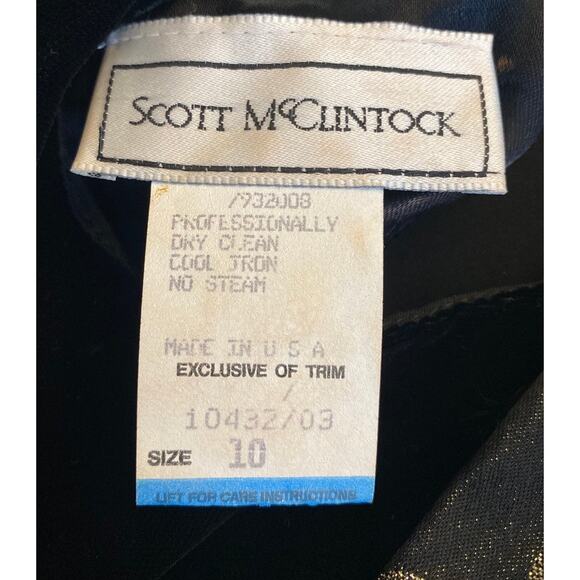 SCOTT McCLINTOCK
7932008
PROFESSIONALLY
DRY CLEAN
COOL IRON
NO STEAM
MADE IN U S A
EXCLUSIVE OF TRIM
/
10432/03
SIZE 10
LIFT FOR CARE INSTRUCTIONS